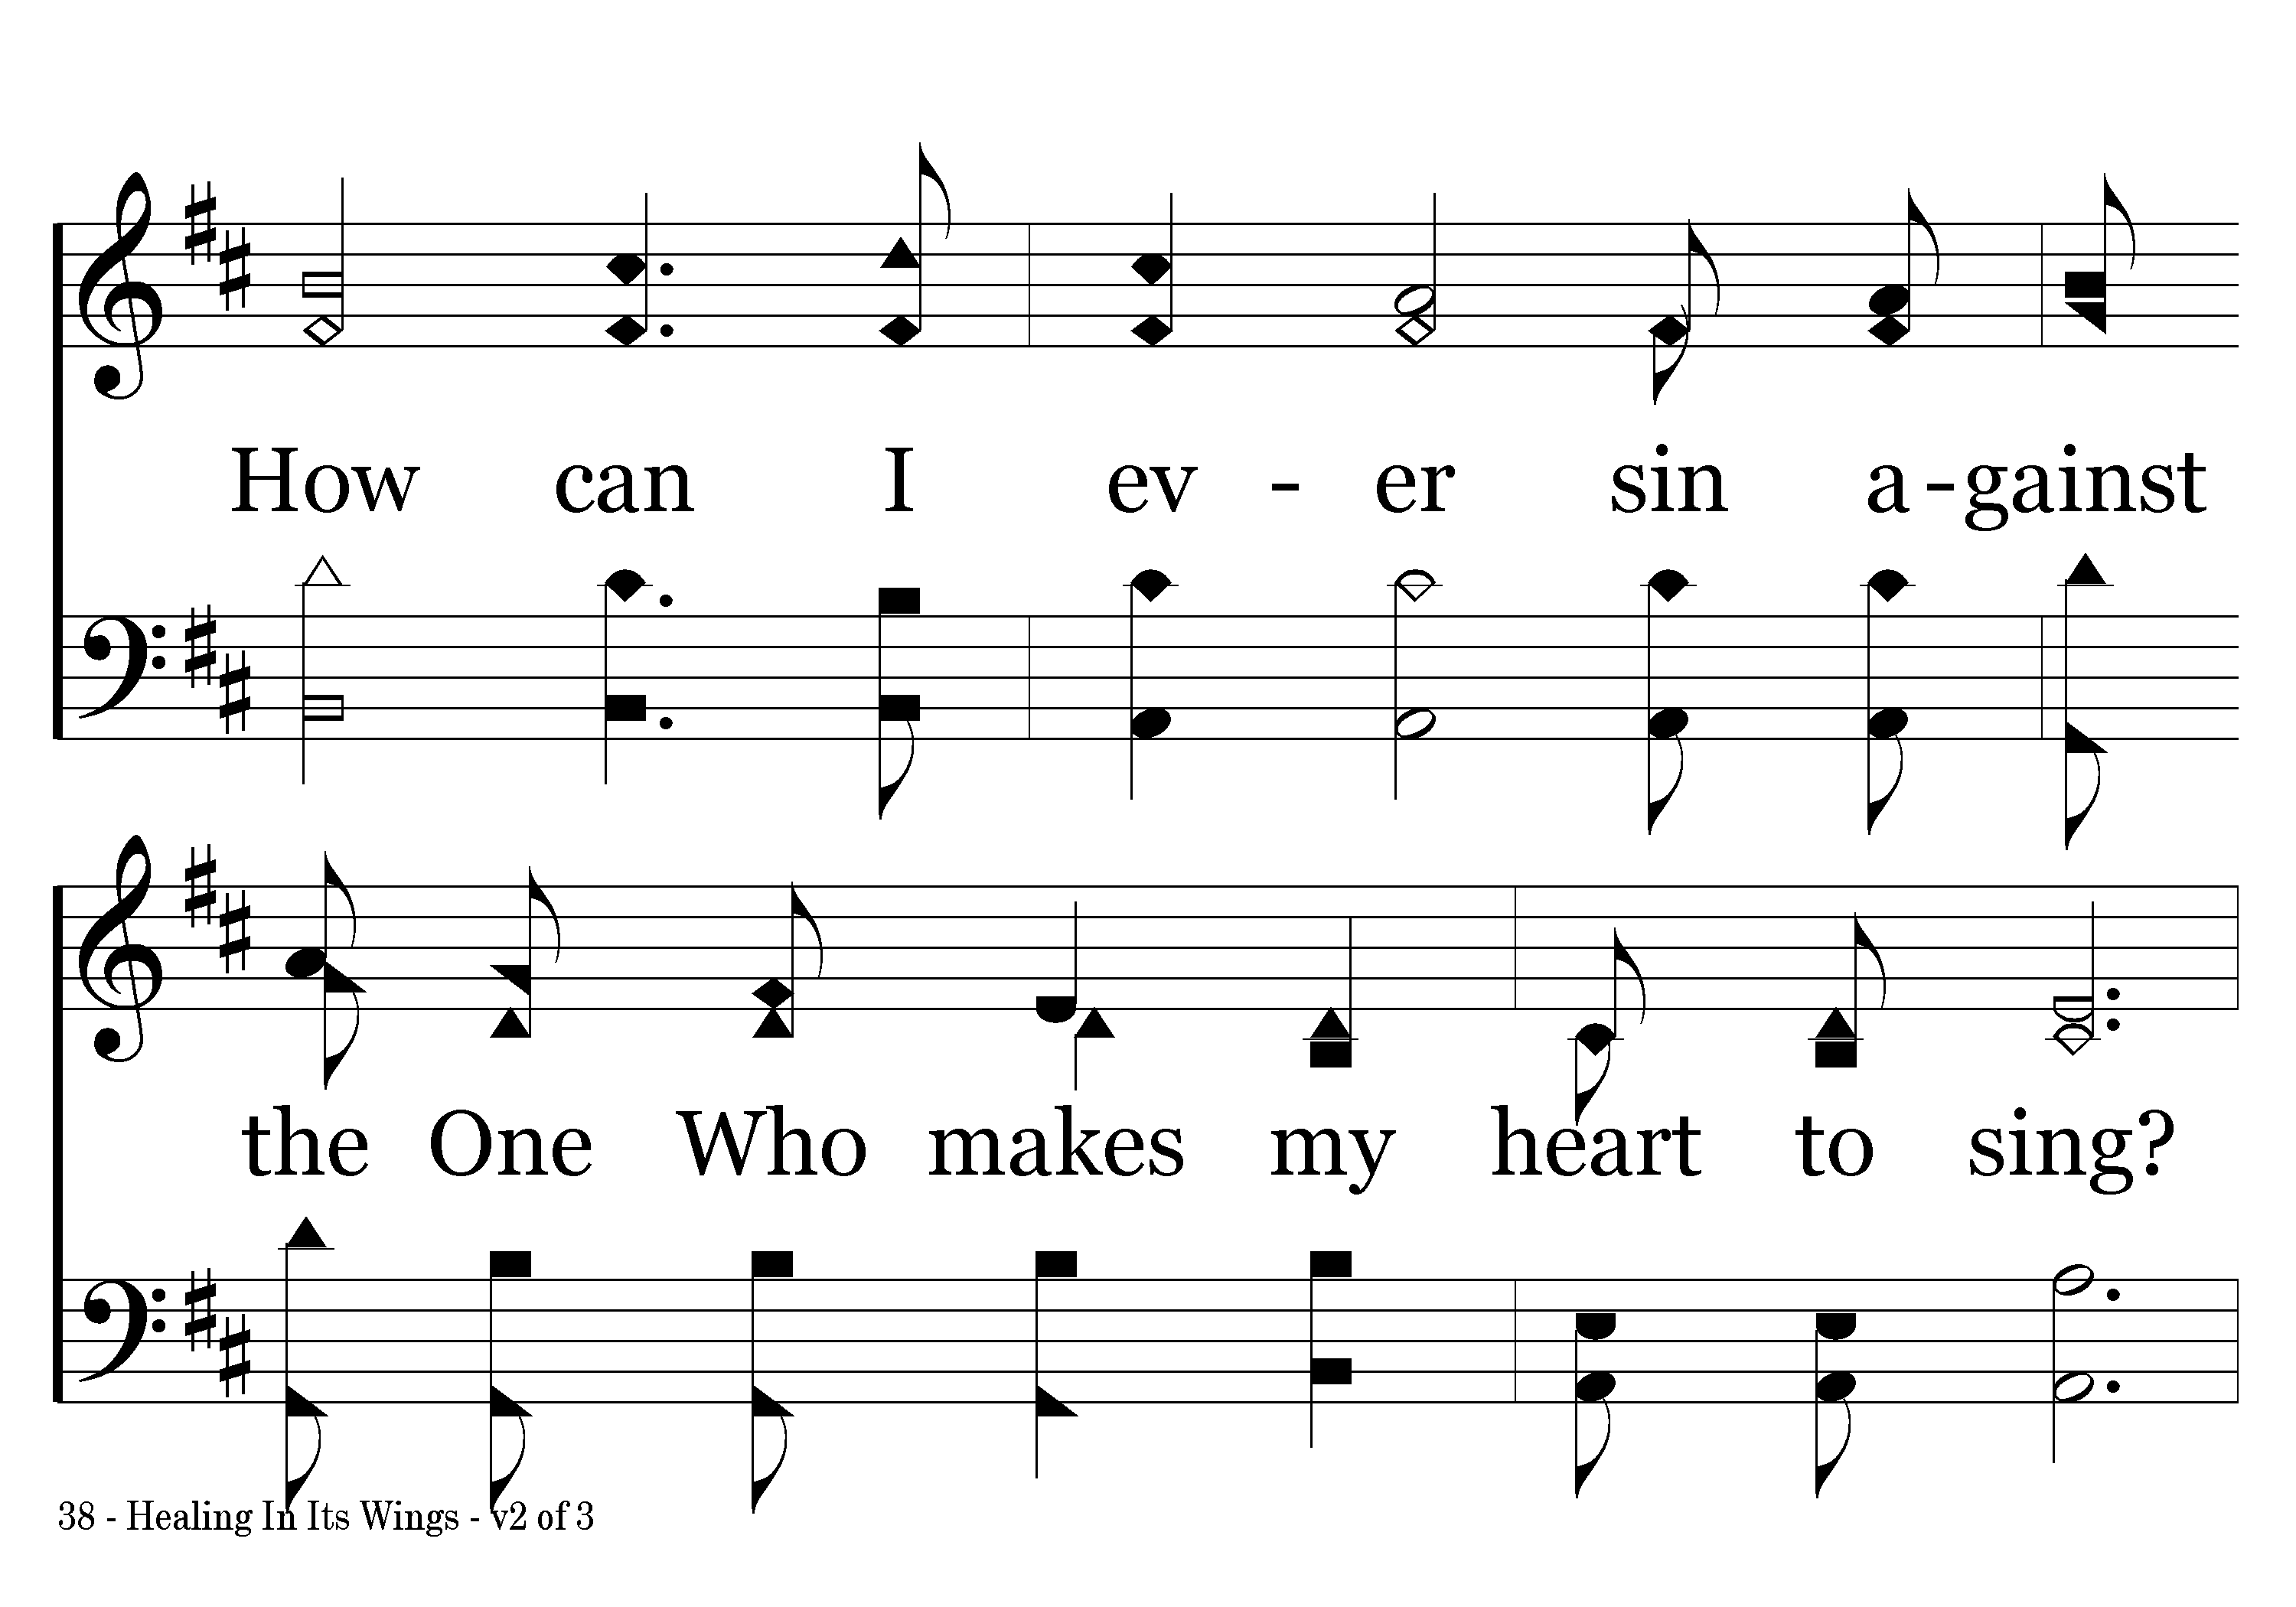 How can I ev - er sin a - gainst
the One Who makes my heart to sing?
38 - Healing In Its Wings - v2 of 3